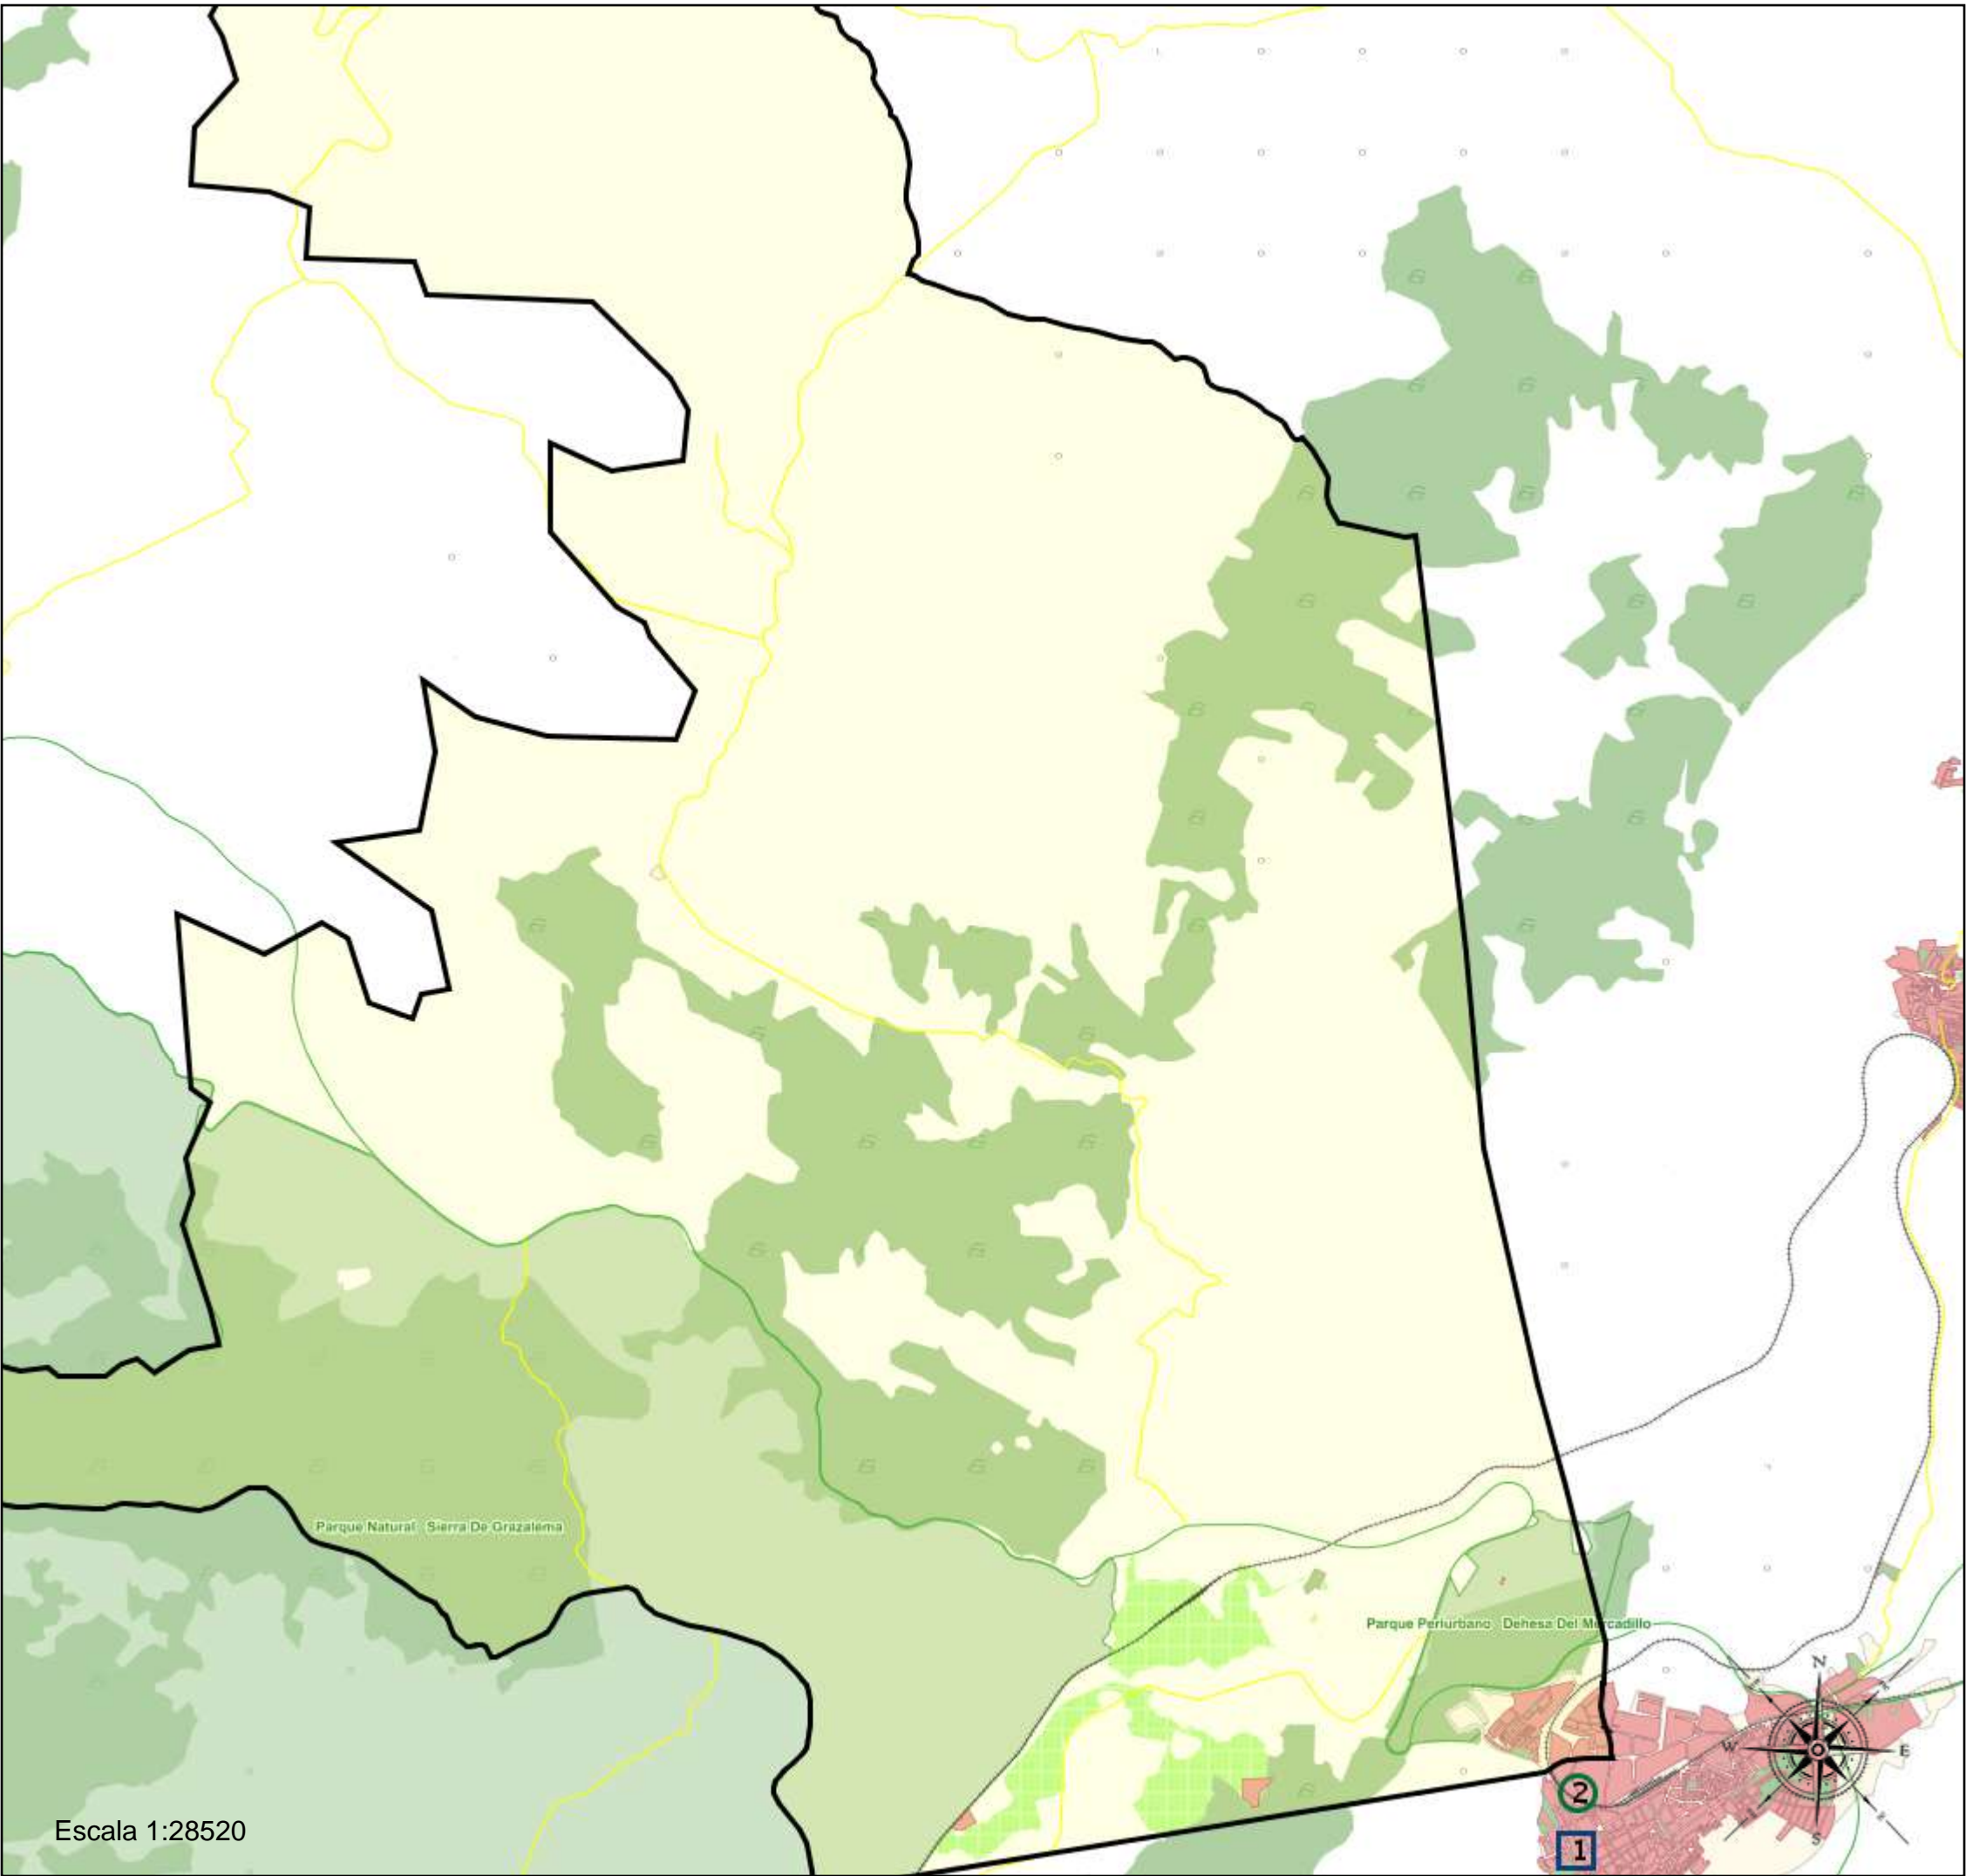 Parque Natural Sierra De Grazalema
Parque Periurbano Dehesa Del Mercadillo
N
W
E
S
2
1
Escala 1:28520